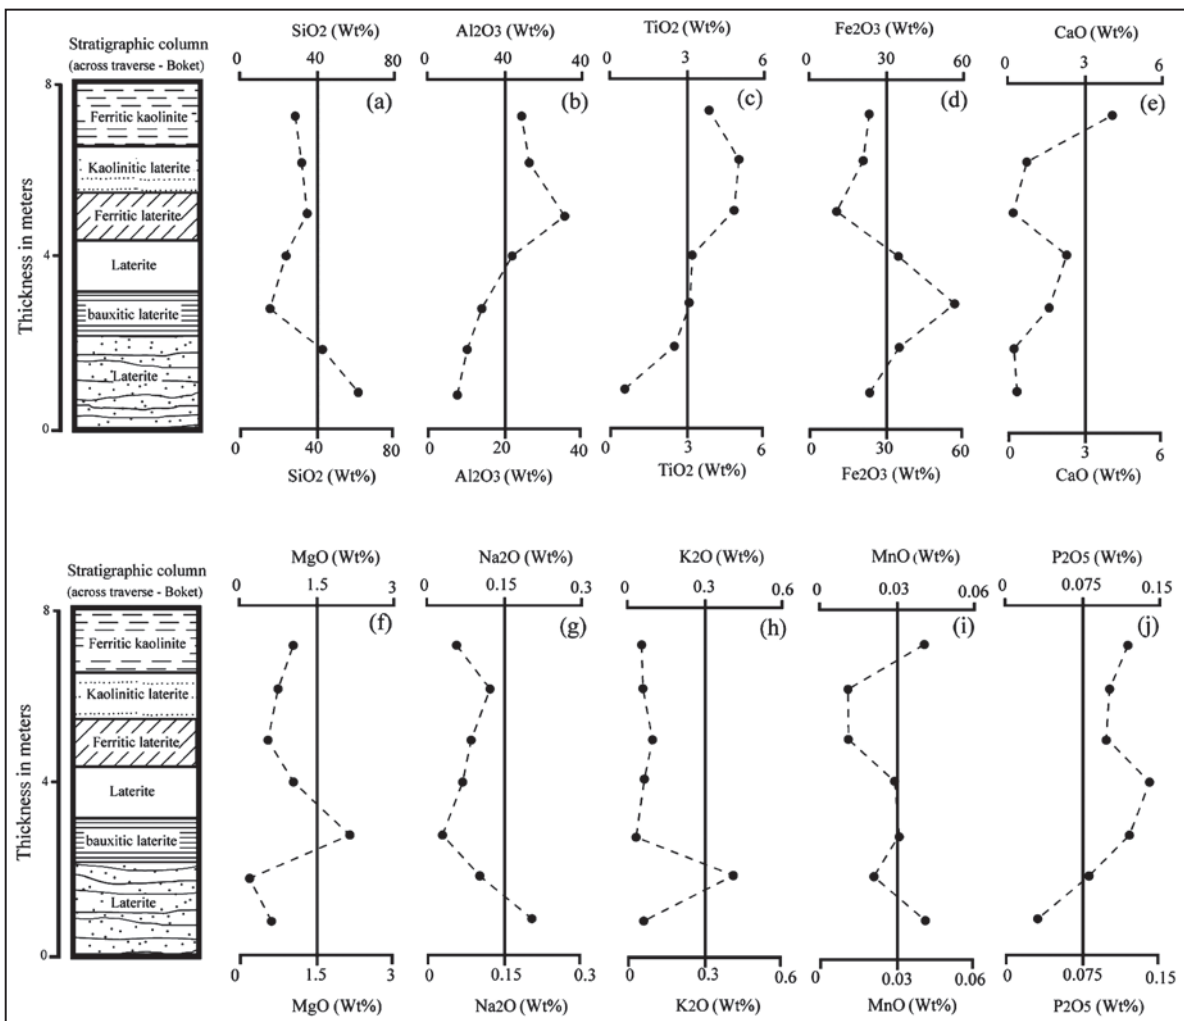 SiO2 (Wt%) Al2O3 (Wt%) TiO2 (Wt%) Fe2O3 (Wt%) CaO (Wt%)
Stratigraphic column
(across traverse - Boket)
0 40 80 0 20 40 0 3 6 0 30 60 0 3 6
8
(a) (b) (c) (d) (e)
Ferritic kaolinite
Kaolinitic laterite
Ferritic laterite
4
Laterite
bauxitic laterite
Laterite
0
Thickness in meters
0 40 80 0 20 40 0 3 6 0 30 60 0 3 6
SiO2 (Wt%) Al2O3 (Wt%) TiO2 (Wt%) Fe2O3 (Wt%) CaO (Wt%)
MgO (Wt%) Na2O (Wt%) K2O (Wt%) MnO (Wt%) P2O5 (Wt%)
Stratigraphic column
(across traverse - Boket)
0 1.5 3 0 0.15 0.3 0 0.3 0.6 0 0.03 0.06 0 0.075 0.15
8
(f) (g) (h) (i) (j)
Ferritic kaolinite
Kaolinitic laterite
Ferritic laterite
4
Laterite
bauxitic laterite
Laterite
0
Thickness in meters
0 1.5 3 0 0.15 0.3 0 0.3 0.6 0 0.03 0.06 0 0.075 0.15
MgO (Wt%) Na2O (Wt%) K2O (Wt%) MnO (Wt%) P2O5 (Wt%)